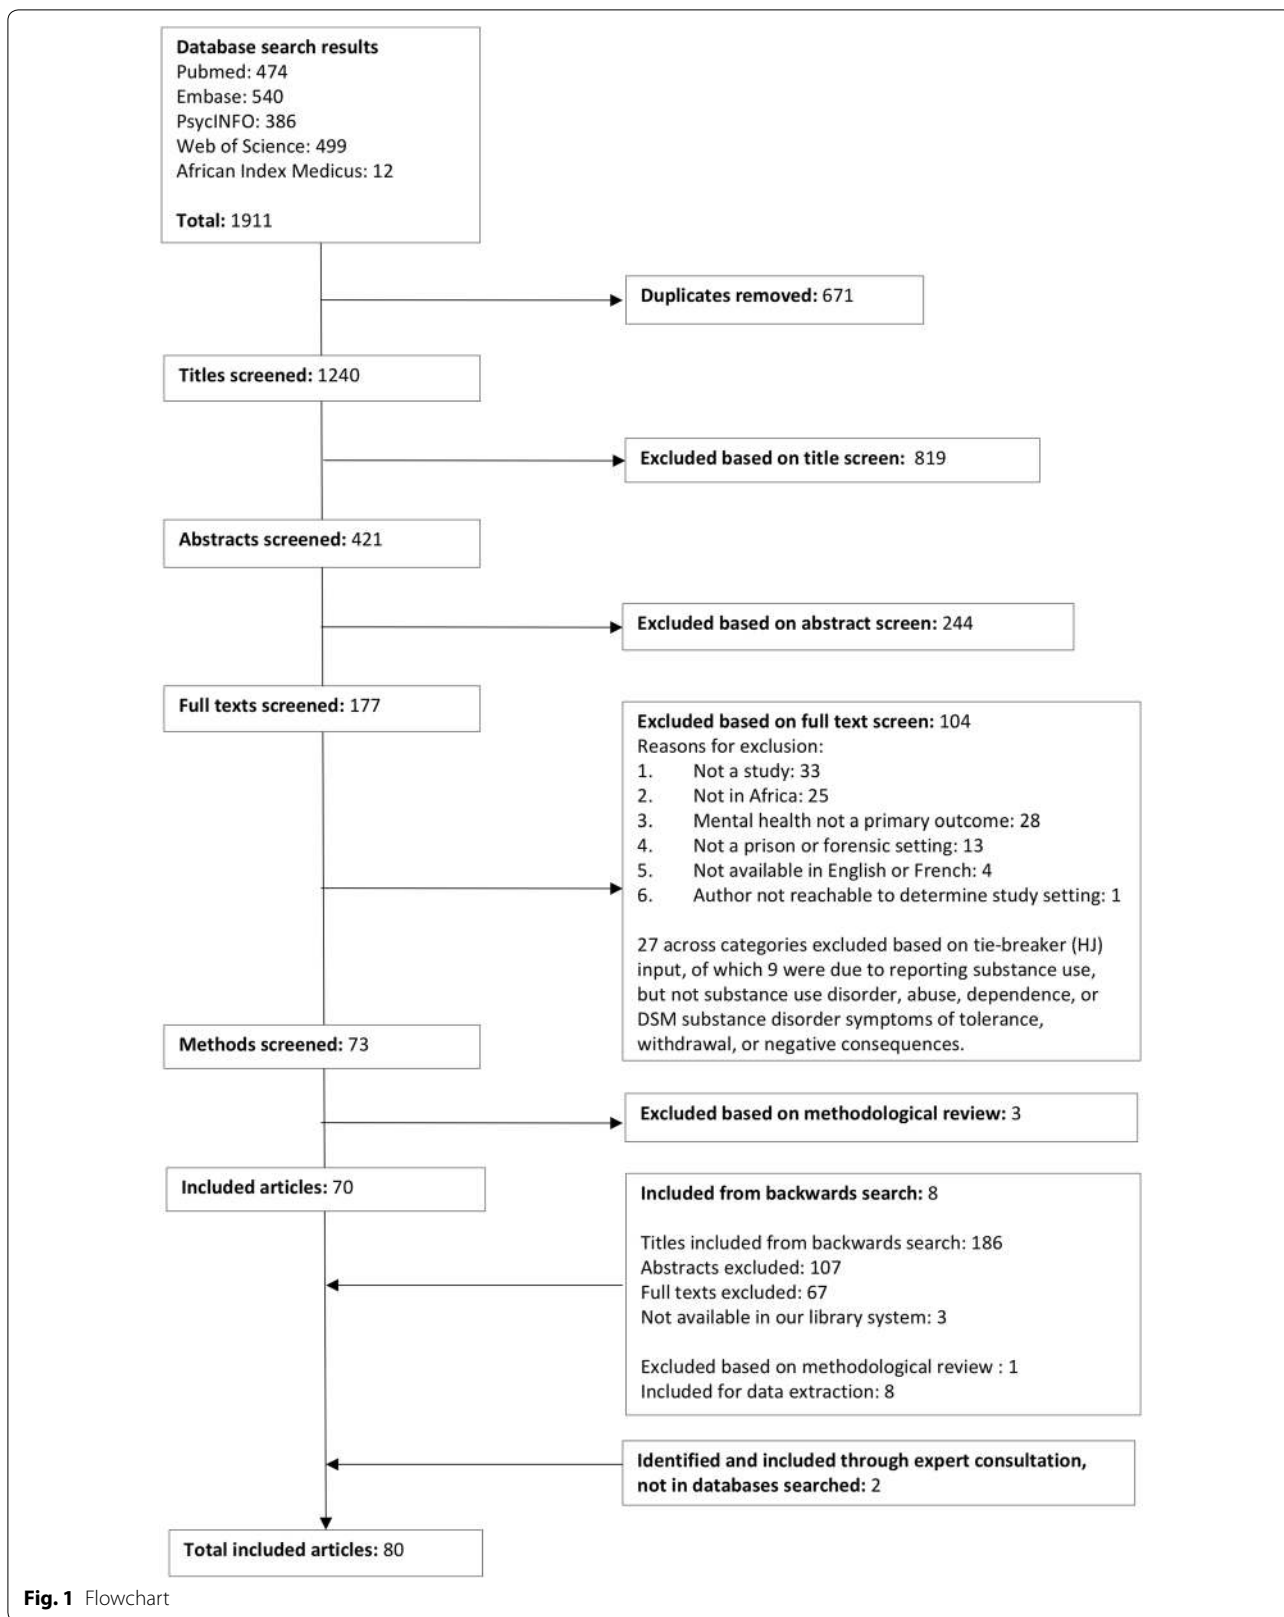 Database search results
Pubmed: 474
Embase: 540
PsycINFO: 386
Web of Science: 499
African Index Medicus: 12
Total: 1911
Duplicates removed: 671
Titles screened: 1240
Excluded based on title screen: 819
Abstracts screened: 421
Excluded based on abstract screen: 244
Full texts screened: 177
Excluded based on full text screen: 104
Reasons for exclusion:
1. Not a study: 33
2. Not in Africa: 25
3. Mental health not a primary outcome: 28
4. Not a prison or forensic setting: 13
5. Not available in English or French: 4
6. Author not reachable to determine study setting: 1
27 across categories excluded based on tie-breaker (HJ)
input, of which 9 were due to reporting substance use,
but not substance use disorder, abuse, dependence, or
DSM substance disorder symptoms of tolerance,
withdrawal, or negative consequences.
Methods screened: 73
Excluded based on methodological review: 3
Included articles: 70
Included from backwards search: 8
Titles included from backwards search: 186
Abstracts excluded: 107
Full texts excluded: 67
Not available in our library system: 3
Excluded based on methodological review : 1
Included for data extraction: 8
Identified and included through expert consultation,
not in databases searched: 2
Total included articles: 80
Fig. 1 Flowchart